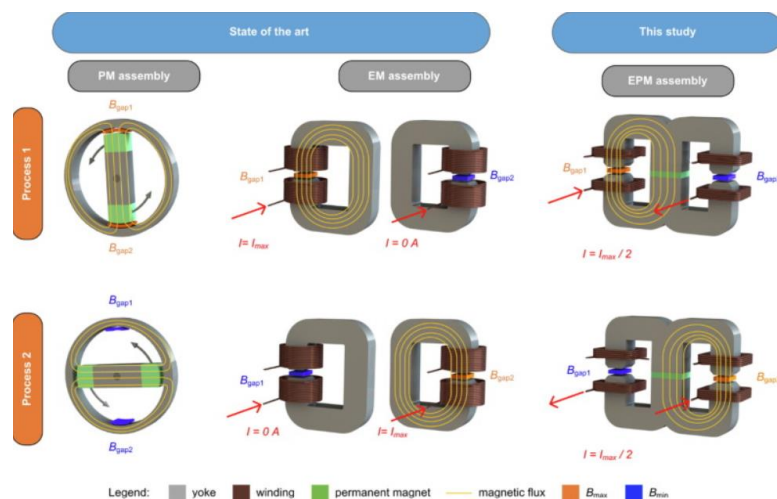 State of the art
This study
PM assembly
EM assembly
EPM assembly
Process 1
Bgap1
Bgap2
Bgap1
I= Imax
Bgap2
I = 0 A
Bgap1
Bgap
I = Imax / 2
Process 2
Bgap1
Bgap2
Bgap1
I = 0 A
Bgap2
I= Imax
Bgap1
Bgap
I = Imax / 2
Legend: yoke winding permanent magnet magnetic flux Bmax Bmin